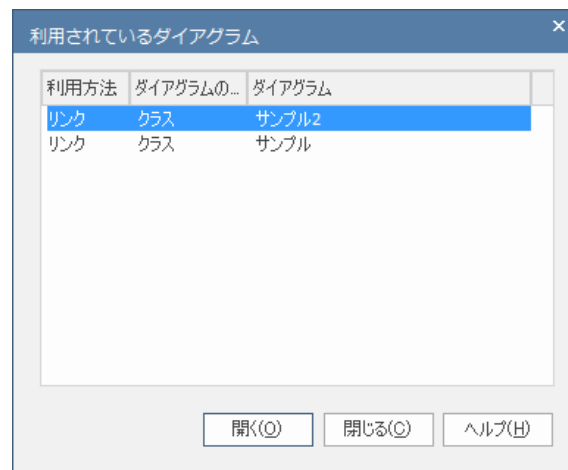 利用されているダイアグラム
利用方法 ダイアグラムの... ダイアグラム
リンク クラス サンプル2
リンク クラス サンプル
開く(O) 閉じる(C) ヘルプ(H)